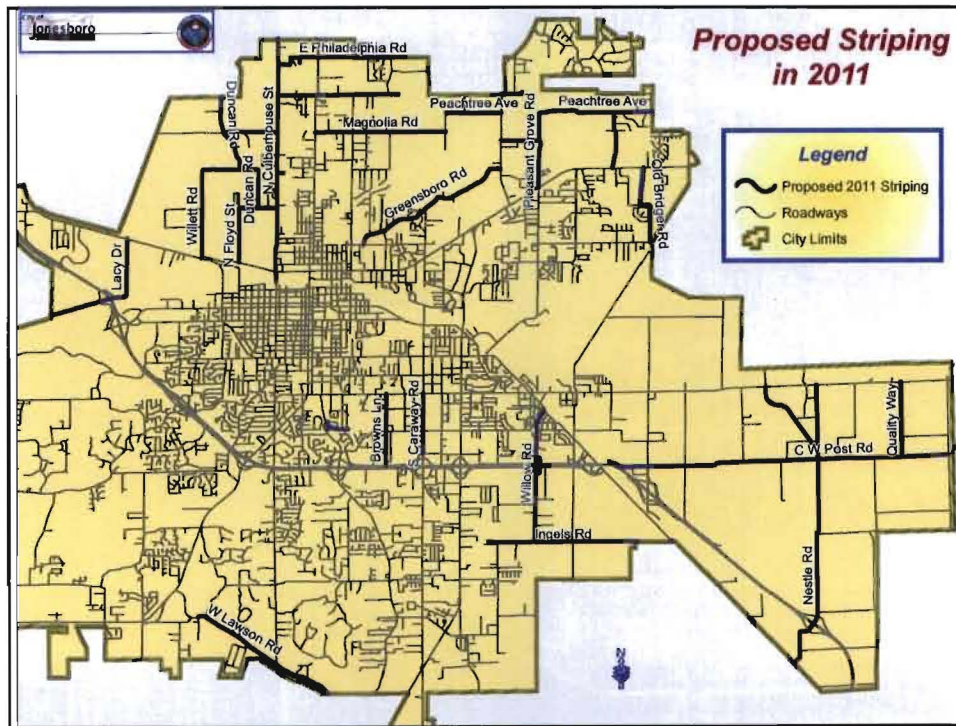 Jonesboro
Proposed Striping
in 2011
Legend
Proposed 2011 Striping
Roadways
City Limits
E Philadelphia Rd
Duncan Rd
N Culberhouse St
Peachtree Ave
Peachtree Ave
Magnolia Rd
Pleasant Grove Rd
Old Bridger Rd
Greensboro Rd
Duncan Rd
Willett Rd
N Floyd St
Lacy Dr
Browns Ln
S Caraway Rd
Willow Rd
C W Post Rd
Quality Way
Ingels Rd
Nestle Rd
W Lawson Rd